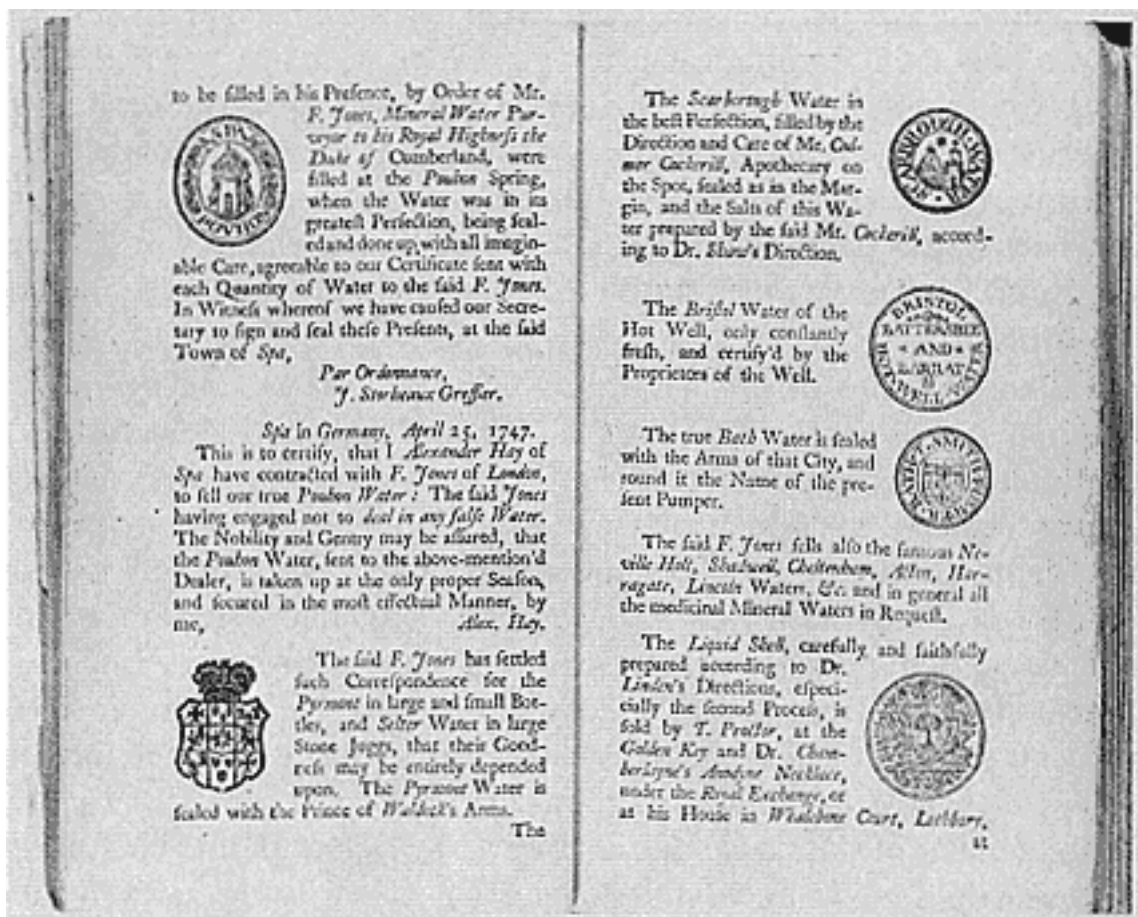 to be filled in his Presence, by Order of Mr.
F. Jones, Mineral Water Pur-
veyor to his Royal Highness the
Duke of Cumberland, were
filled at the Pouhon Spring,
when the Water was in its
greatest Perfection, being seal-
ed and done up with all imagin-
able Care, agreeable to our Certificate sent with
each Quantity of Water to the said F. Jones.
In Witness whereof we have caused our Secre-
tary to sign and seal these Presents, at the said
Town of Spa,
Par Ordonnance,
J. Storheaux Greffier.
Spa in Germany, April 25, 1747.
This is to certify, that I Alexander Hay of
Spa have contracted with F. Jones of London,
to sell our true Pouhon Water: The said Jones
having engaged not to deal in any false Water.
The Nobility and Gentry may be assured, that
the Pouhon Water, sent to the above-mention'd
Dealer, is taken up at the only proper Season,
and secured in the most effectual Manner, by
me, Alex. Hay.
The said F. Jones has settled
such Correspondence for the
Pyrmont in large and small Bot-
tles, and Selter Water in large
Stone Juggs, that their Good-
ness may be entirely depended
upon. The Pyrmont Water is
sealed with the Prince of Waldeck's Arms.
The
The Scarborough Water in
the best Perfection, filled by the
Direction and Care of Mr. Cul-
mer Cockerill, Apothecary on
the Spot, sealed as in the Mar-
gin, and the Salts of this Wa-
ter prepared by the said Mr. Cockerill, accord-
ing to Dr. Shaw's Direction.
The Bristol Water of the
Hot Well, only constantly
fresh, and certify'd by the
Proprietors of the Well.
BRISTOL
AND
HOT-WELL WATER
The true Bath Water is sealed
with the Arms of that City, and
round it the Name of the pre-
sent Pumper.
The said F. Jones sells also the famous Ne-
ville Holt, Shadwell, Cheltenham, Acton, Har-
ragate, Lincoln Waters, &c. and in general all
the medicinal Mineral Waters in Request.
The Liquid Shell, carefully and faithfully
prepared according to Dr.
Linden's Directions, especi-
cially the second Process, is
sold by T. Proctor, at the
Golden Key and Dr. Cham-
berlayne's Anodyne Necklace,
under the Royal Exchange, or
at his House in Whalebone Court, Lothbury,
at